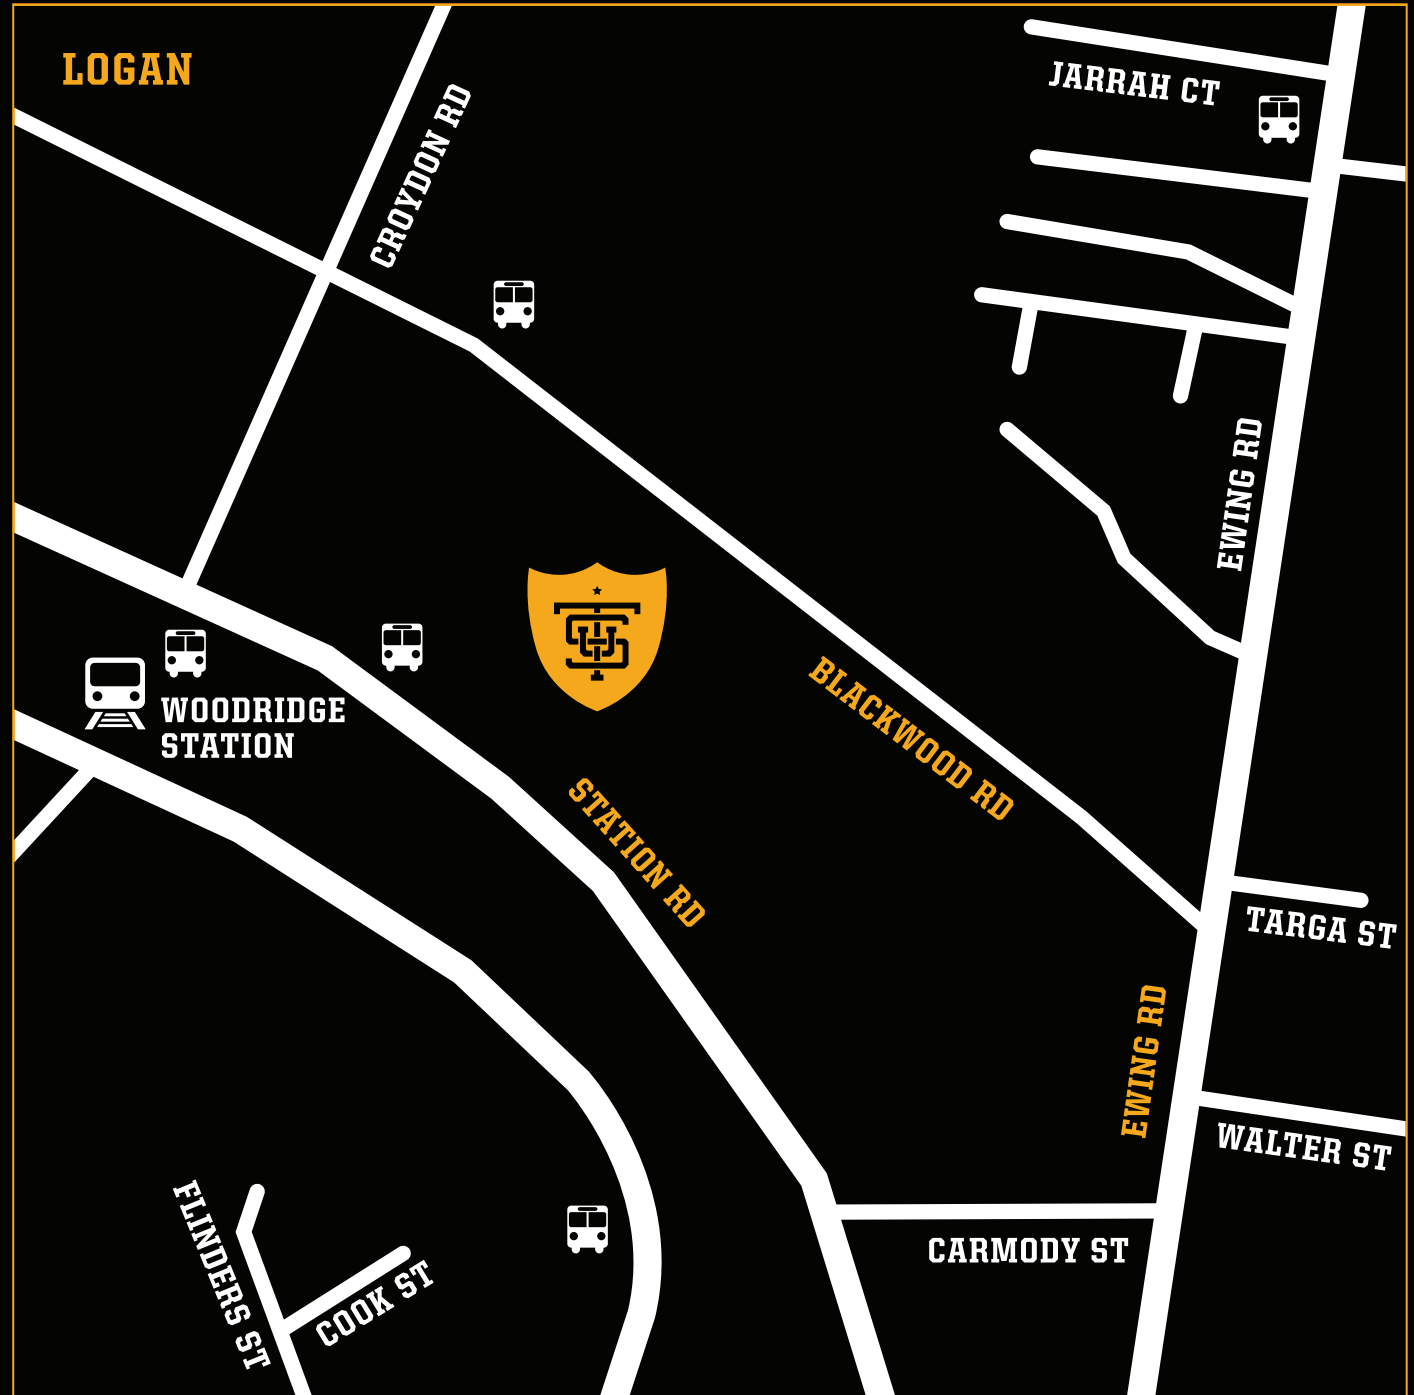 LOGAN
JARRAH CT
CROYDON RD
EWING RD
BLACKWOOD RD
WOODRIDGE
STATION
STATION RD
TARGA ST
EWING RD
WALTER ST
CARMODY ST
FLINDERS ST
COOK ST